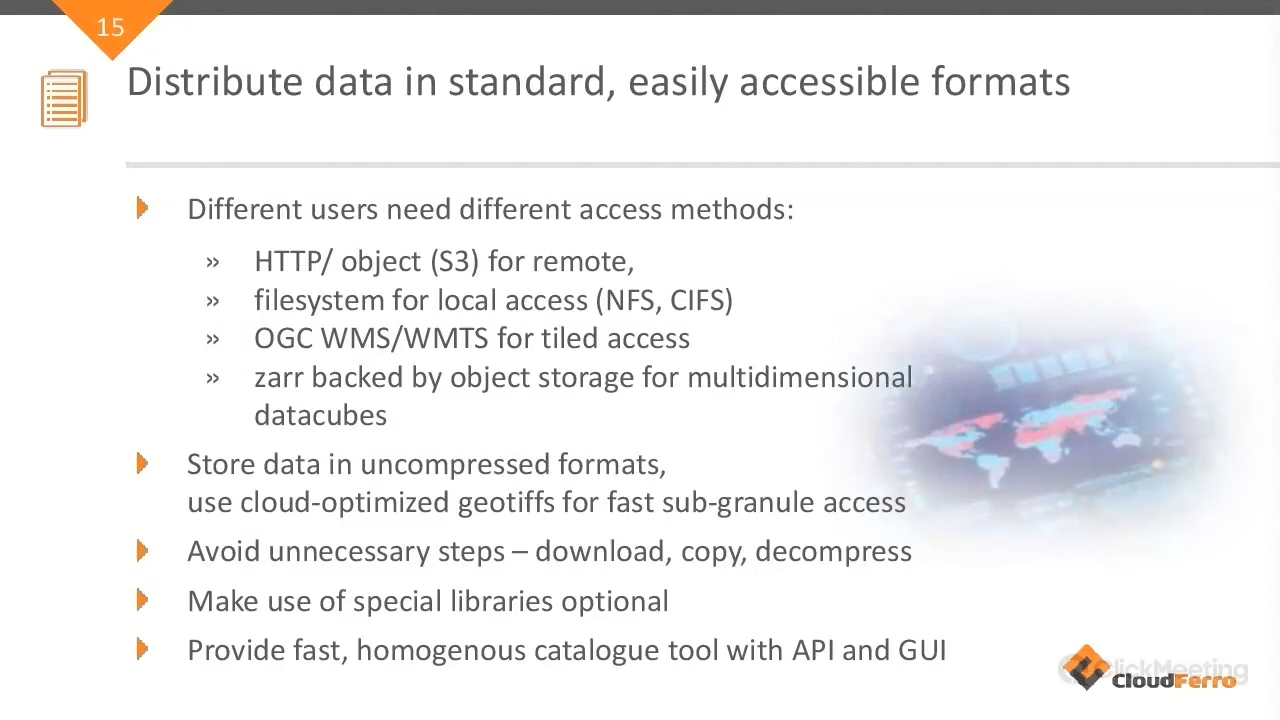 15
Distribute data in standard, easily accessible formats
Different users need different access methods:
» HTTP/ object (S3) for remote,
» filesystem for local access (NFS, CIFS)
» OGC WMS/WMTS for tiled access
» zarr backed by object storage for multidimensional
datacubes
Store data in uncompressed formats,
use cloud-optimized geotiffs for fast sub-granule access
Avoid unnecessary steps – download, copy, decompress
Make use of special libraries optional
Provide fast, homogenous catalogue tool with API and GUI
ClickMeeting
CloudFerro